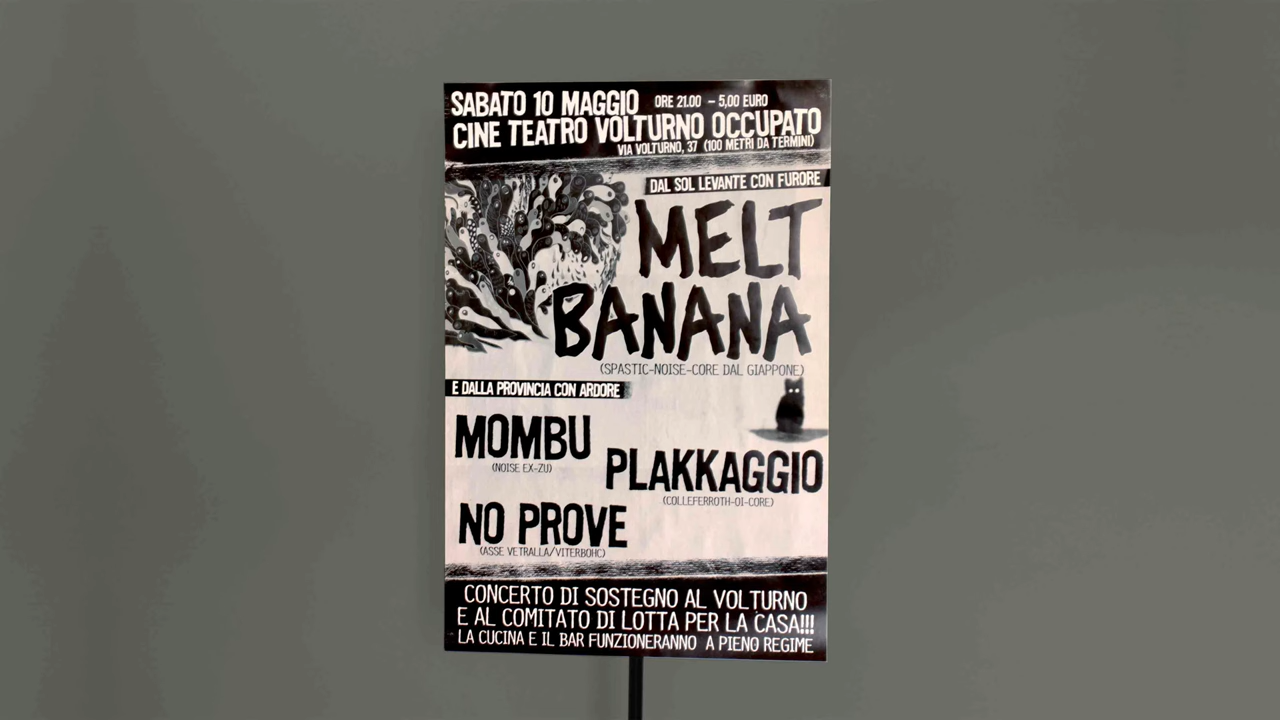 SABATO 10 MAGGIO ORE 21.00 – 5,00 EURO
CINE TEATRO VOLTURNO OCCUPATO
VIA VOLTURNO, 37 (100 METRI DA TERMINI)
DAL SOL LEVANTE CON FURORE
MELT
BANANA
(SPASTIC-NOISE-CORE DAL GIAPPONE)
E DALLA PROVINCIA CON ARDORE
MOMBU
(NOISE EX-ZU)
PLAKKAGGIO
(COLLEFERROTH-OI-CORE)
NO PROVE
(ASSE VETRALLA/VITERBOHC)
CONCERTO DI SOSTEGNO AL VOLTURNO
E AL COMITATO DI LOTTA PER LA CASA!!!
LA CUCINA E IL BAR FUNZIONERANNO A PIENO REGIME